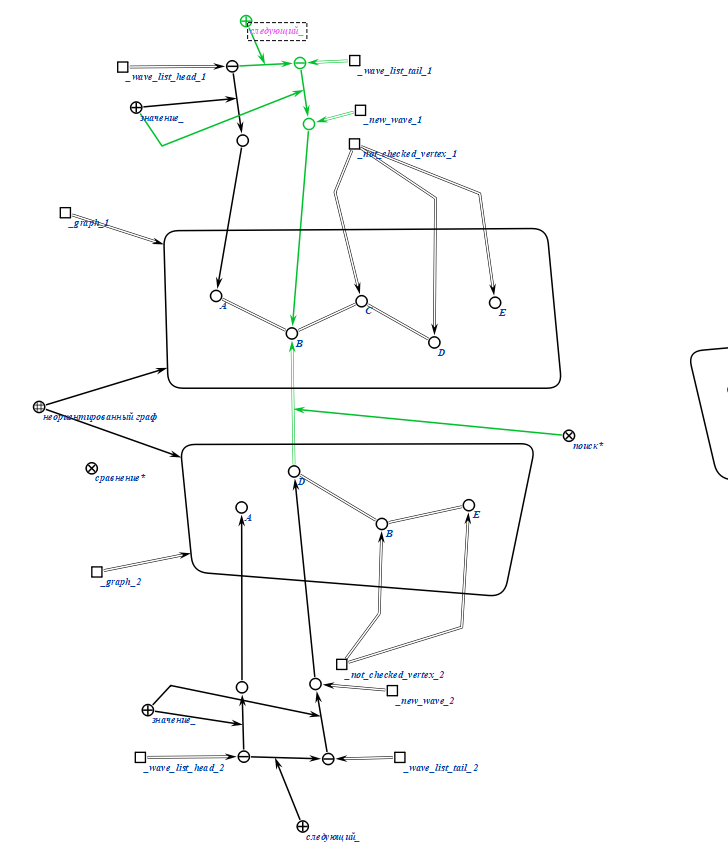 следующий_
_wave_list_head_1
_wave_list_tail_1
значение_
_new_wave_1
_not_checked_vertex_1
_graph_1
A
C
E
B
D
неориентированный граф
поиск*
сравнение*
D
A
E
B
_graph_2
_not_checked_vertex_2
_new_wave_2
значение_
_wave_list_head_2
_wave_list_tail_2
следующий_